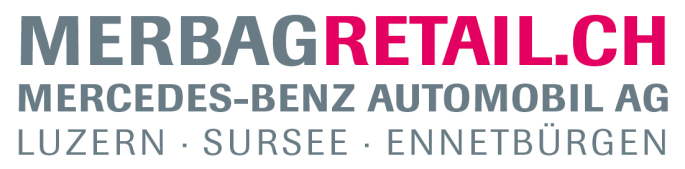 MERBAGRETAIL.CH
MERCEDES-BENZ AUTOMOBIL AG
LUZERN · SURSEE · ENNETBÜRGEN